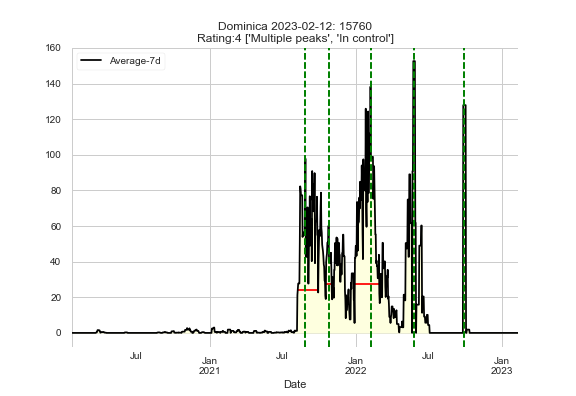 Dominica 2023-02-12: 15760
Rating:4 ['Multiple peaks', 'In control']
Average-7d
160
140
120
100
80
60
40
20
0
Jul
Jan
2021
Jul
Jan
2022
Jul
Jan
2023
Date